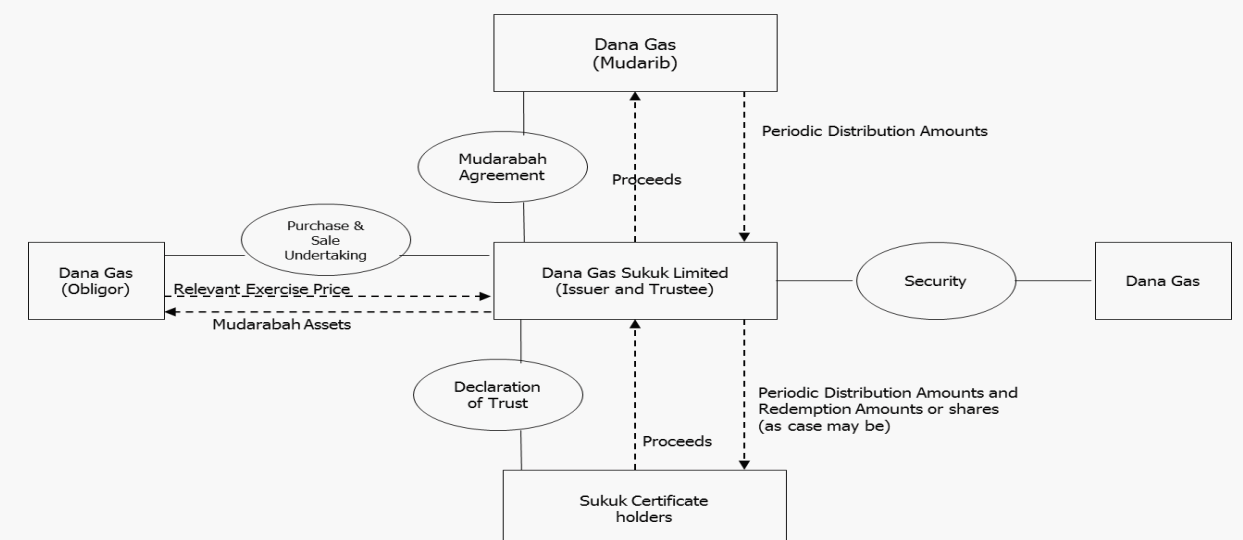 Dana Gas
(Mudarib)
Periodic Distribution Amounts
Mudarabah
Agreement
Proceeds
Purchase &
Sale
Undertaking
Dana Gas
(Obligor)
Relevant Exercise Price
Mudarabah Assets
Dana Gas Sukuk Limited
(Issuer and Trustee)
Security
Dana Gas
Declaration
of Trust
Periodic Distribution Amounts and
Redemption Amounts or shares
(as case may be)
Proceeds
Sukuk Certificate
holders